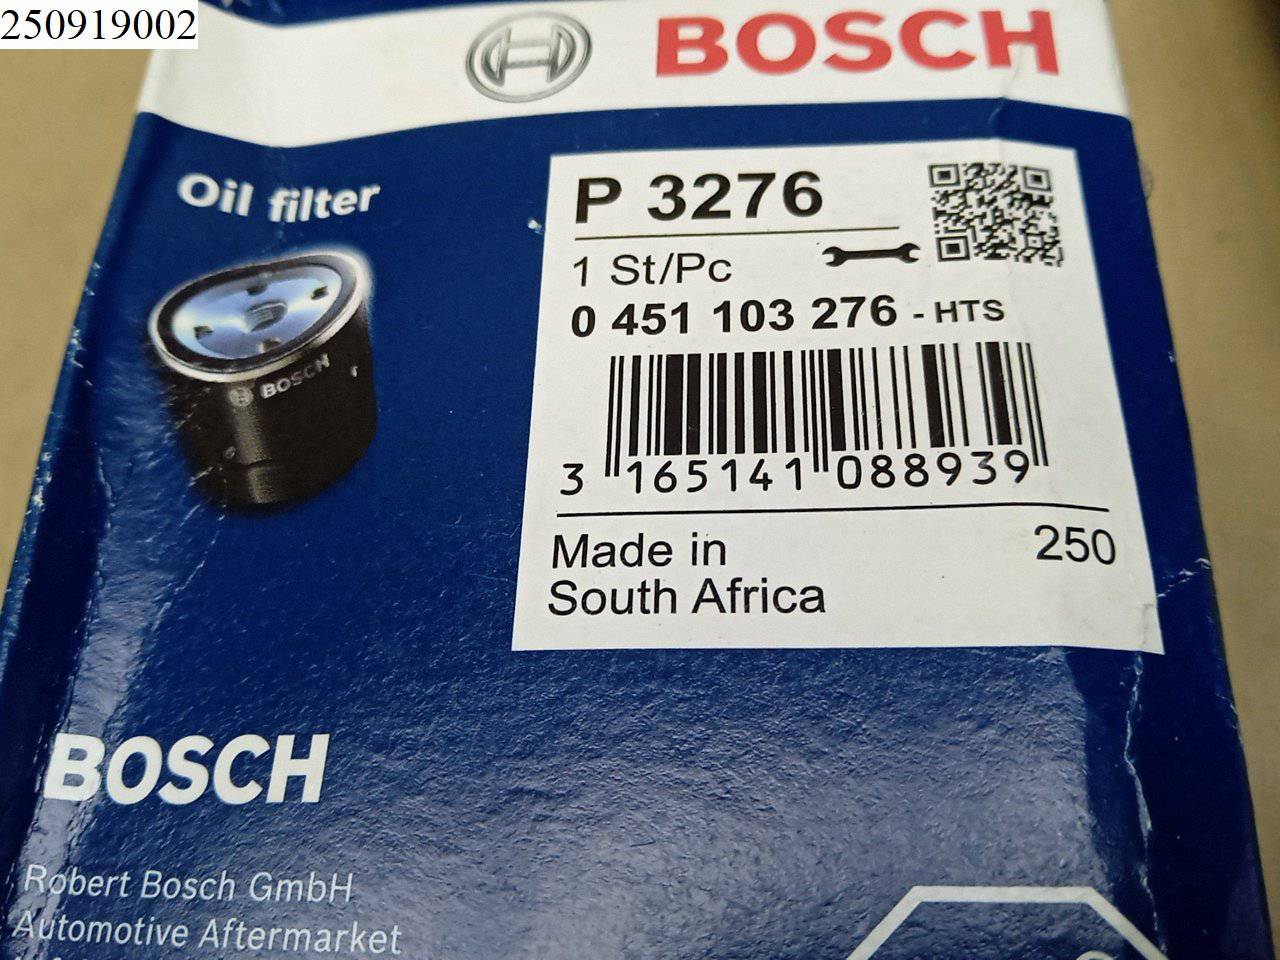 250919002
BOSCH
Oil filter
BOSCH
P 3276
1 St/Pc
0 451 103 276 - HTS
3 165141 088939
Made in 250
South Africa
BOSCH
Robert Bosch GmbH
Automotive Aftermarket